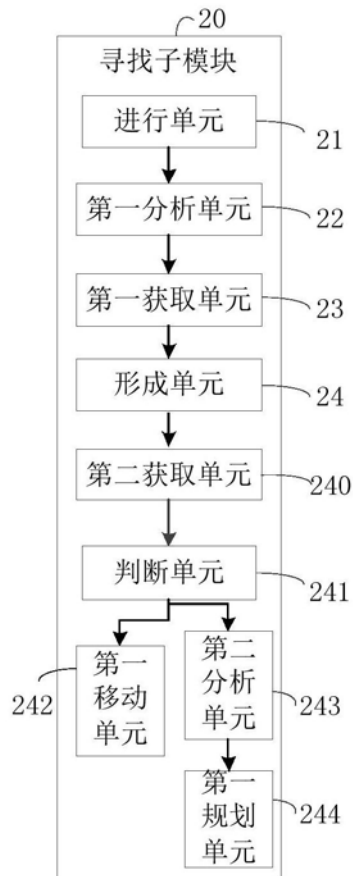 20
寻找子模块
进行单元
21
第一分析单元
22
第一获取单元
23
形成单元
24
第二获取单元
240
判断单元
241
第一
移动
单元
242
第二
分析
单元
243
第一
规划
单元
244